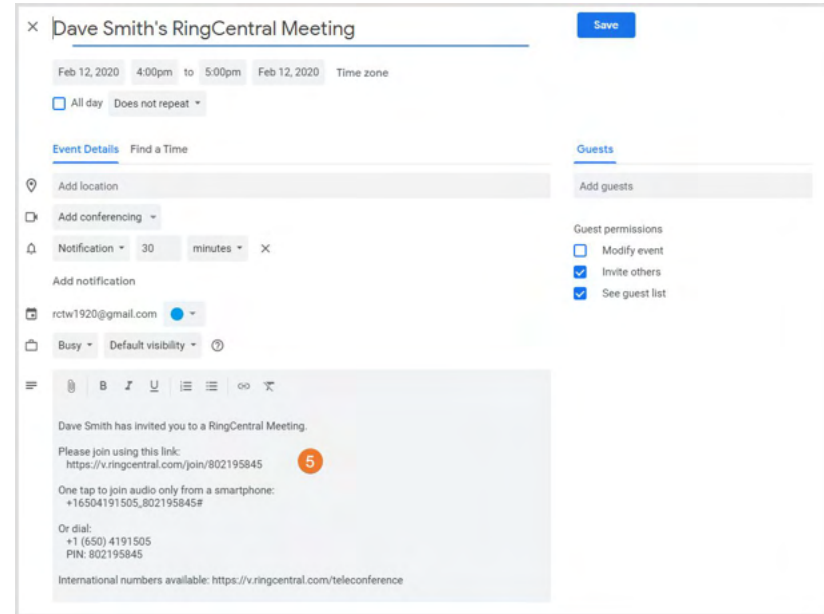 Dave Smith's RingCentral Meeting
Save
Feb 12, 2020 4:00pm to 5:00pm Feb 12, 2020 Time zone
All day Does not repeat
Event Details Find a Time
Guests
Add location
Add guests
Add conferencing
Guest permissions
Notification 30 minutes
Modify event
Invite others
Add notification
See guest list
rctw1920@gmail.com
Busy Default visibility
B I U
Dave Smith has invited you to a RingCentral Meeting.
Please join using this link:
https://v.ringcentral.com/join/802195845
5
One tap to join audio only from a smartphone:
+16504191505,,802195845#
Or dial:
+1 (650) 4191505
PIN: 802195845
International numbers available: https://v.ringcentral.com/teleconference